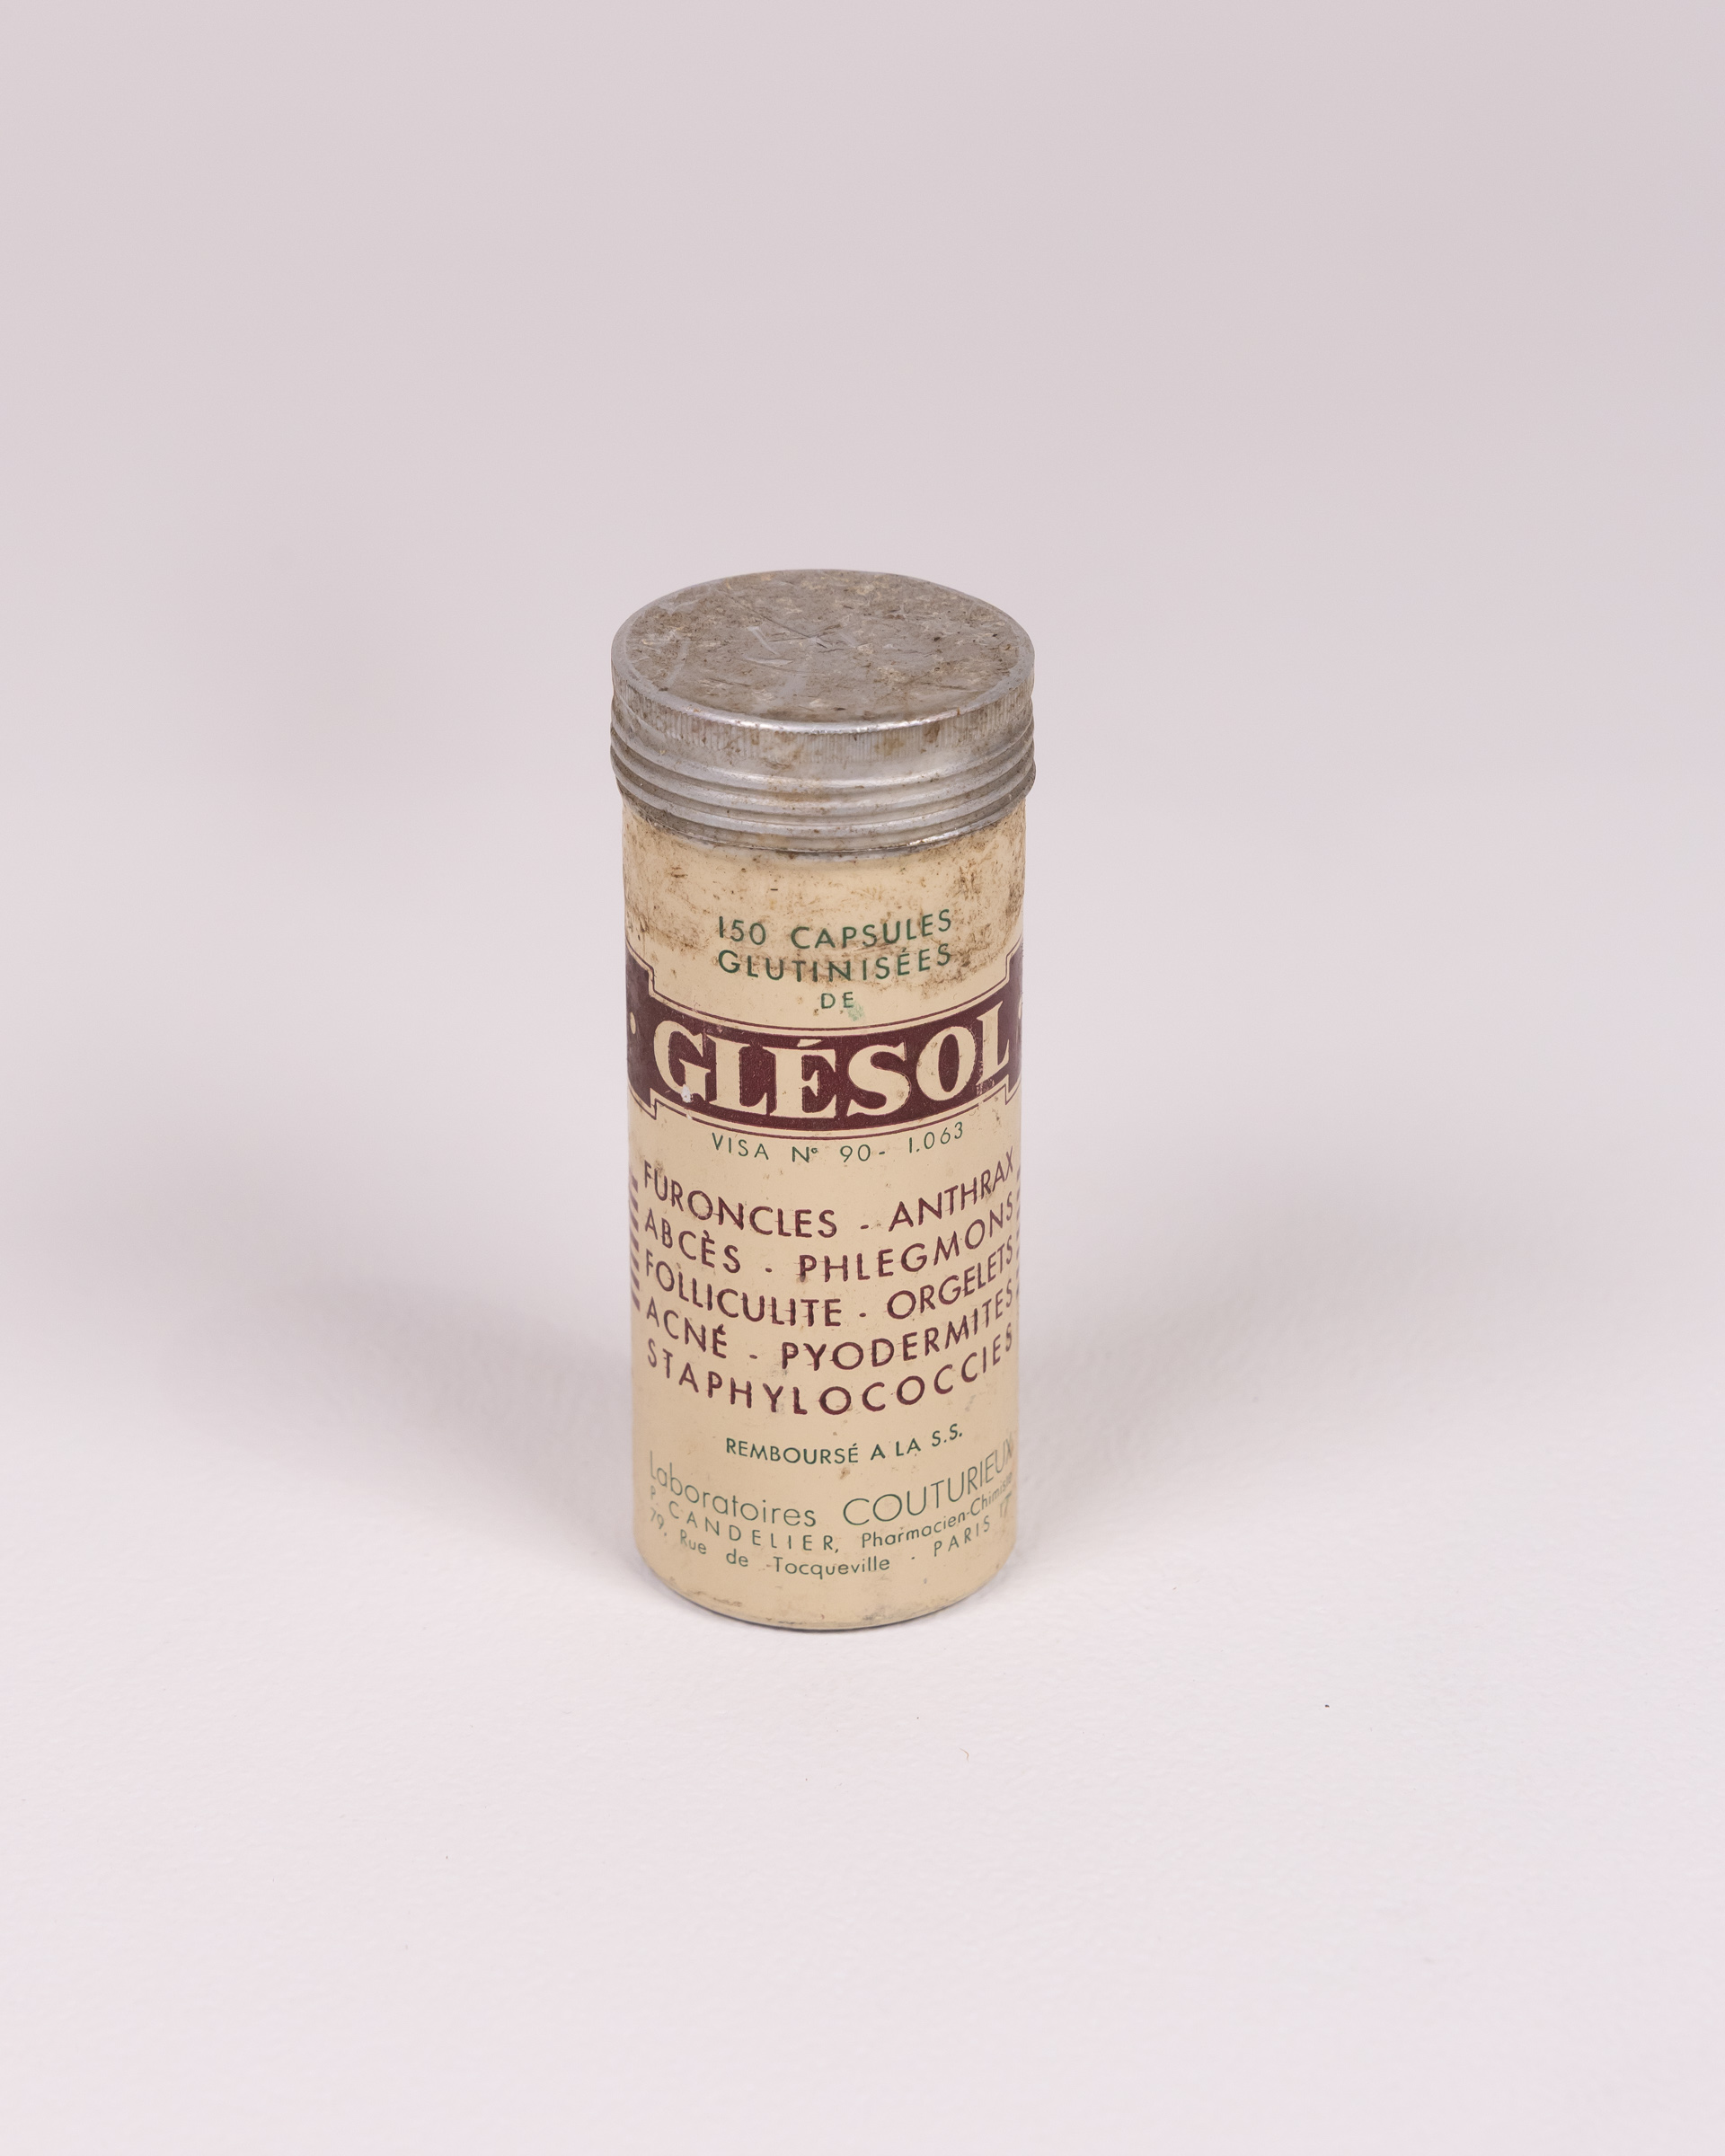 150 CAPSULES
GLUTINISÉES
DE
GLÉSOL
VISA N° 90- 1.063
FURONCLES - ANTHRAX
ABCÈS - PHLEGMONS
FOLLICULITE - ORGELETS
ACNÉ - PYODERMITES
STAPHYLOCOCCIES
REMBOURSÉ A LA S.S.
Laboratoires COUTURIEUX
P. CANDELIER, Pharmacien-Chimiste
79, Rue de Tocqueville - PARIS 17